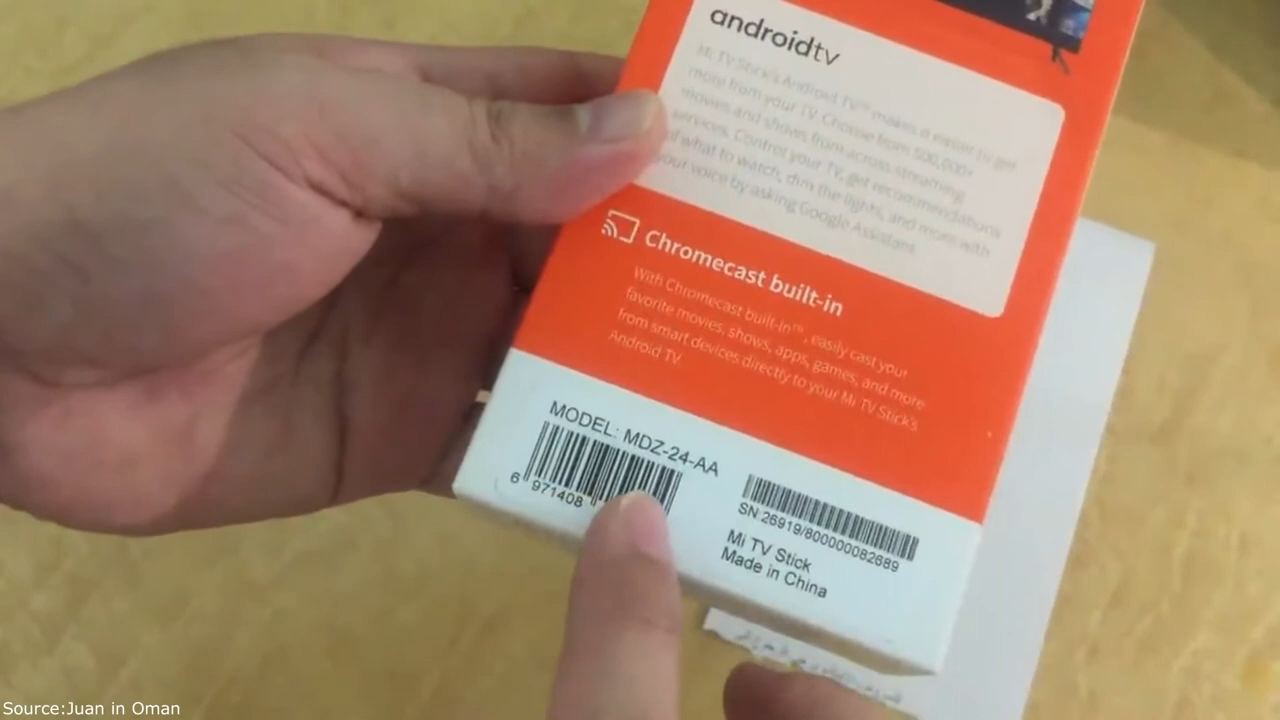 androidtv
Mi TV Stick's Android TV™ makes it easier to get
more from your TV. Choose from 500,000+
movies and shows from across streaming
services. Control your TV, get recommendations
of what to watch, dim the lights, and more with
your voice by asking Google Assistant.
Chromecast built-in
With Chromecast built-in™, easily cast your
favorite movies, shows, apps, games, and more
from smart devices directly to your Mi TV Stick's
Android TV.
MODEL: MDZ-24-AA
6 971408
SN:26919/800000082689
Mi TV Stick
Made in China
Source:Juan in Oman